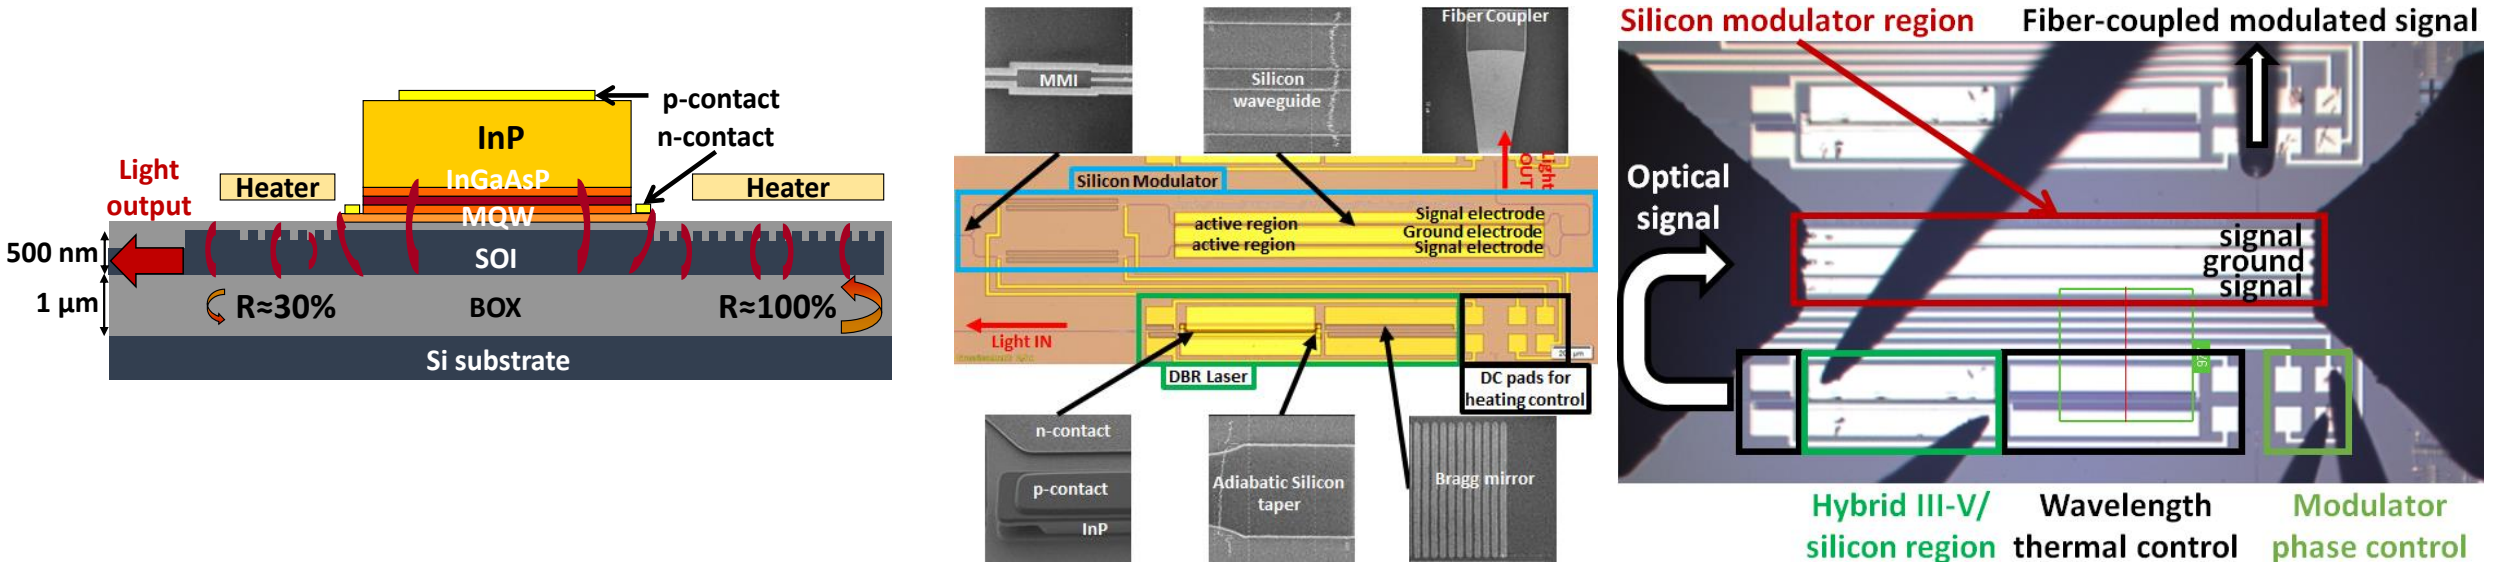 p-contact
n-contact
InP
InGaAsP
MQW
Light
output
Heater
Heater
500 nm
1 µm
SOI
R≈30%
BOX
R≈100%
Si substrate
MMI
Silicon
waveguide
Fiber Coupler
Silicon Modulator
Light
OUT
active region
active region
Signal electrode
Ground electrode
Signal electrode
Light IN
DBR Laser
DC pads for
heating control
n-contact
p-contact
InP
Adiabatic Silicon
taper
Bragg mirror
Silicon modulator region
Fiber-coupled modulated signal
Optical
signal
signal
ground
signal
Hybrid III-V/
silicon region
Wavelength
thermal control
Modulator
phase control